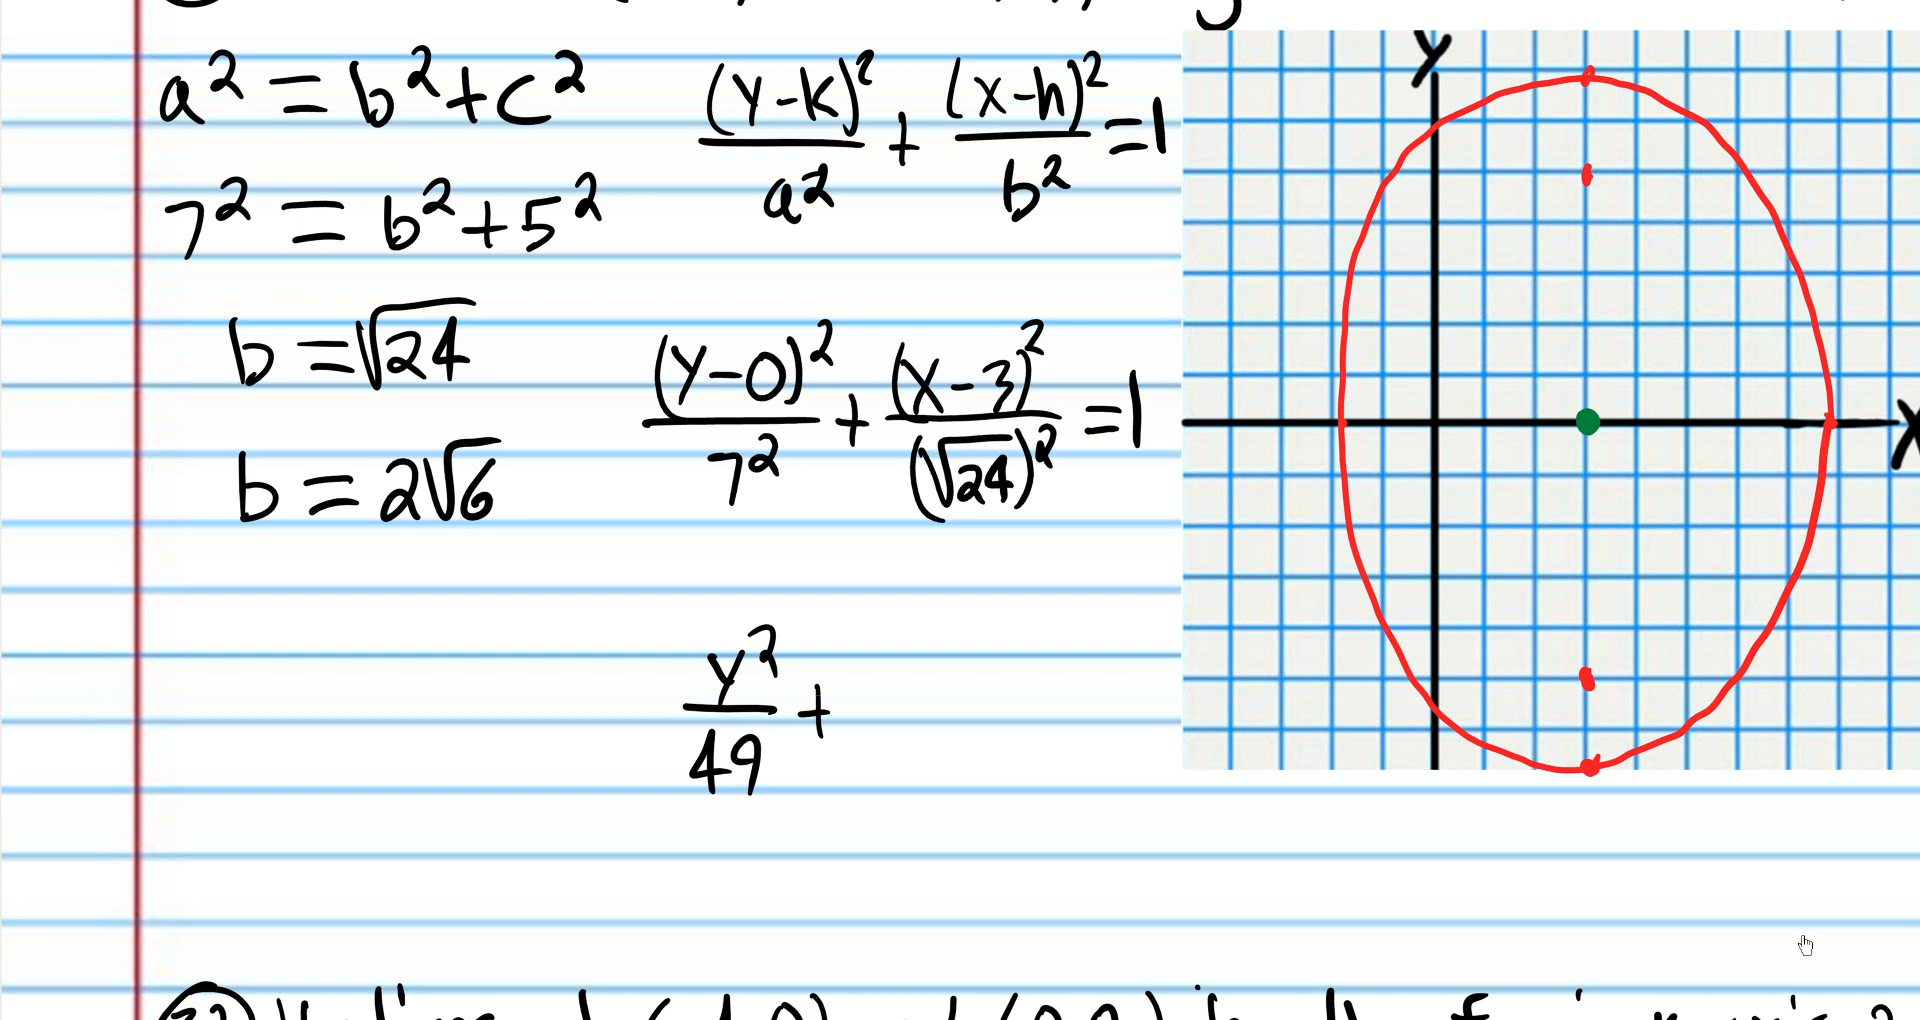 a² = b² + c²
(y-k)²/a² + (x-h)²/b² = 1
7² = b² + 5²
b = √24
(y-0)²/7² + (x-3)²/(√24)² = 1
b = 2√6
y²/49 +
y
x